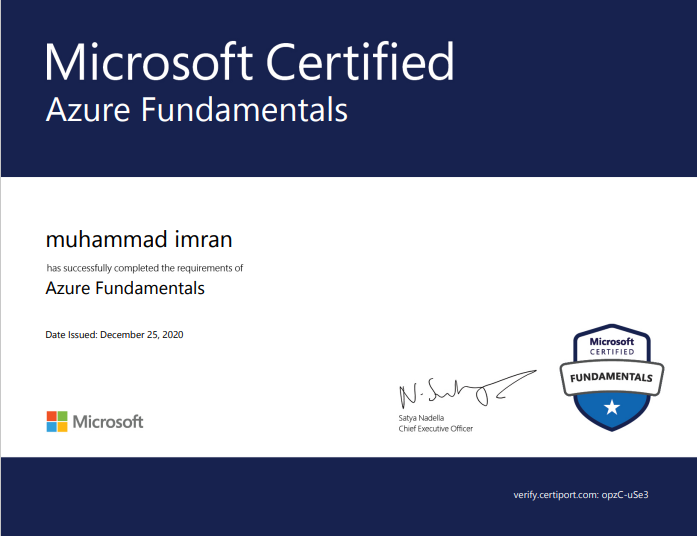 Microsoft Certified
Azure Fundamentals
muhammad imran
has successfully completed the requirements of
Azure Fundamentals
Date Issued: December 25, 2020
Microsoft
CERTIFIED
FUNDAMENTALS
N. Satya
Satya Nadella
Chief Executive Officer
Microsoft
verify.certiport.com: opzC-uSe3